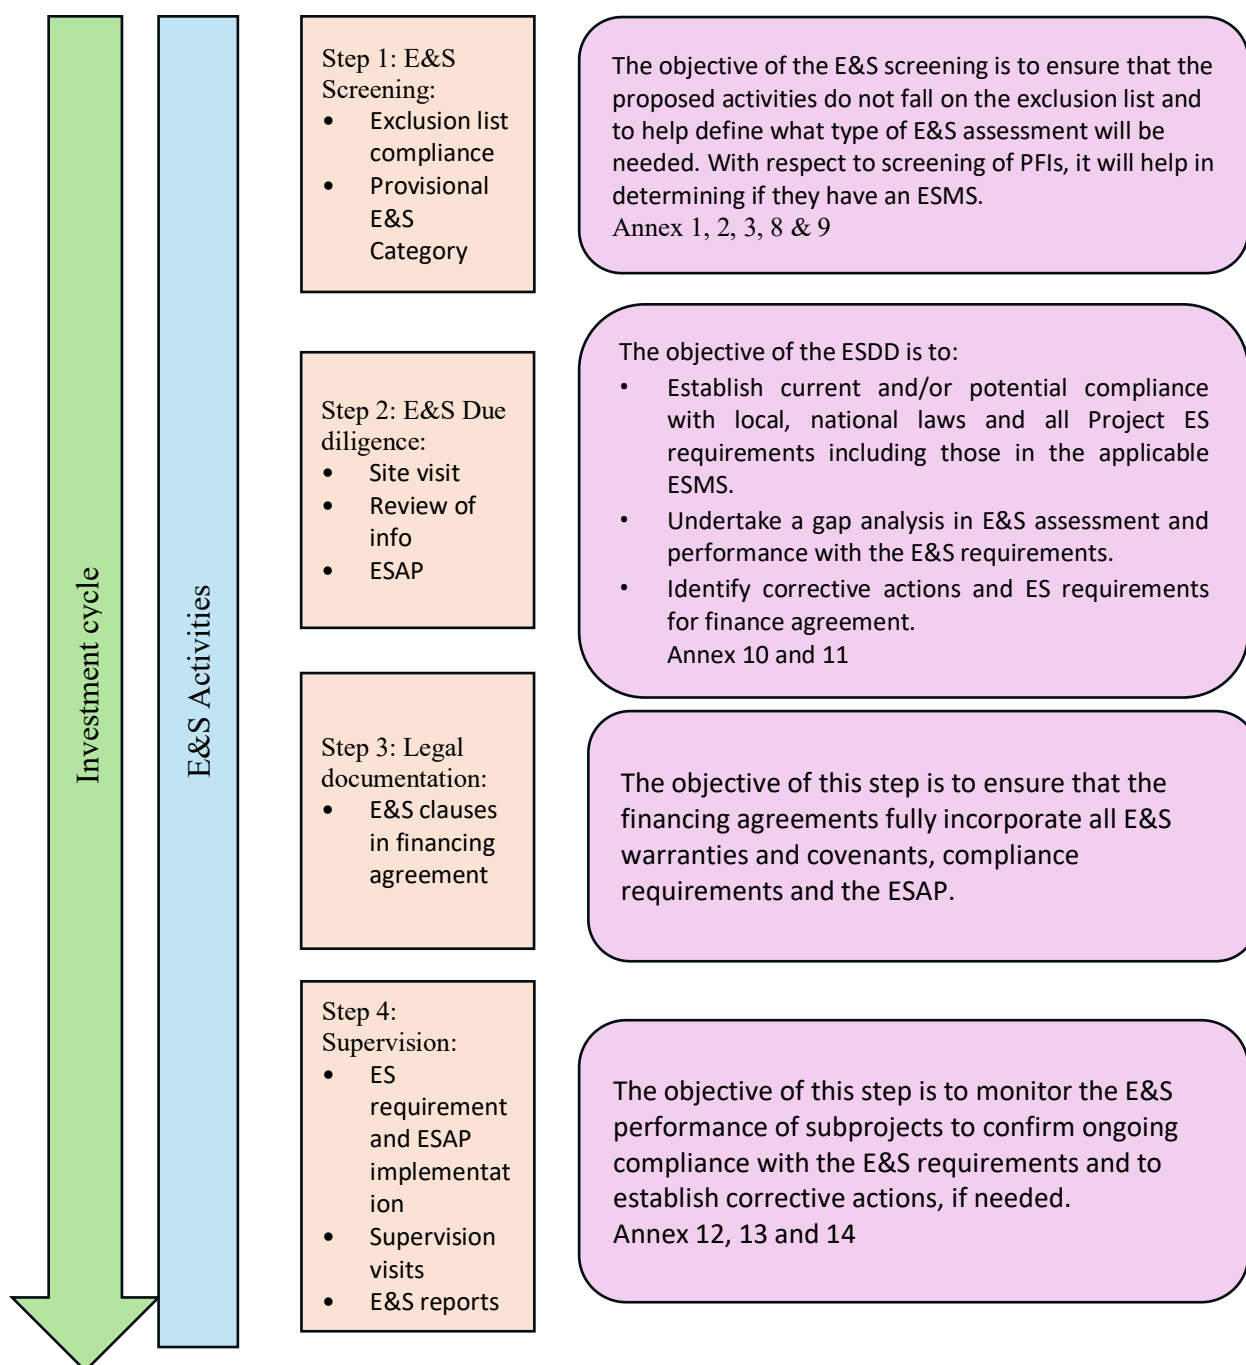 Investment cycle
E&S Activities
Step 1: E&S
Screening:
• Exclusion list
compliance
• Provisional
E&S
Category
The objective of the E&S screening is to ensure that the
proposed activities do not fall on the exclusion list and
to help define what type of E&S assessment will be
needed. With respect to screening of PFIs, it will help in
determining if they have an ESMS.
Annex 1, 2, 3, 8 & 9
Step 2: E&S Due
diligence:
• Site visit
• Review of
info
• ESAP
The objective of the ESDD is to:
• Establish current and/or potential compliance
with local, national laws and all Project ES
requirements including those in the applicable
ESMS.
• Undertake a gap analysis in E&S assessment and
performance with the E&S requirements.
• Identify corrective actions and ES requirements
for finance agreement.
Annex 10 and 11
Step 3: Legal
documentation:
• E&S clauses
in financing
agreement
The objective of this step is to ensure that the
financing agreements fully incorporate all E&S
warranties and covenants, compliance
requirements and the ESAP.
Step 4:
Supervision:
• ES
requirement
and ESAP
implementat
ion
• Supervision
visits
• E&S reports
The objective of this step is to monitor the E&S
performance of subprojects to confirm ongoing
compliance with the E&S requirements and to
establish corrective actions, if needed.
Annex 12, 13 and 14